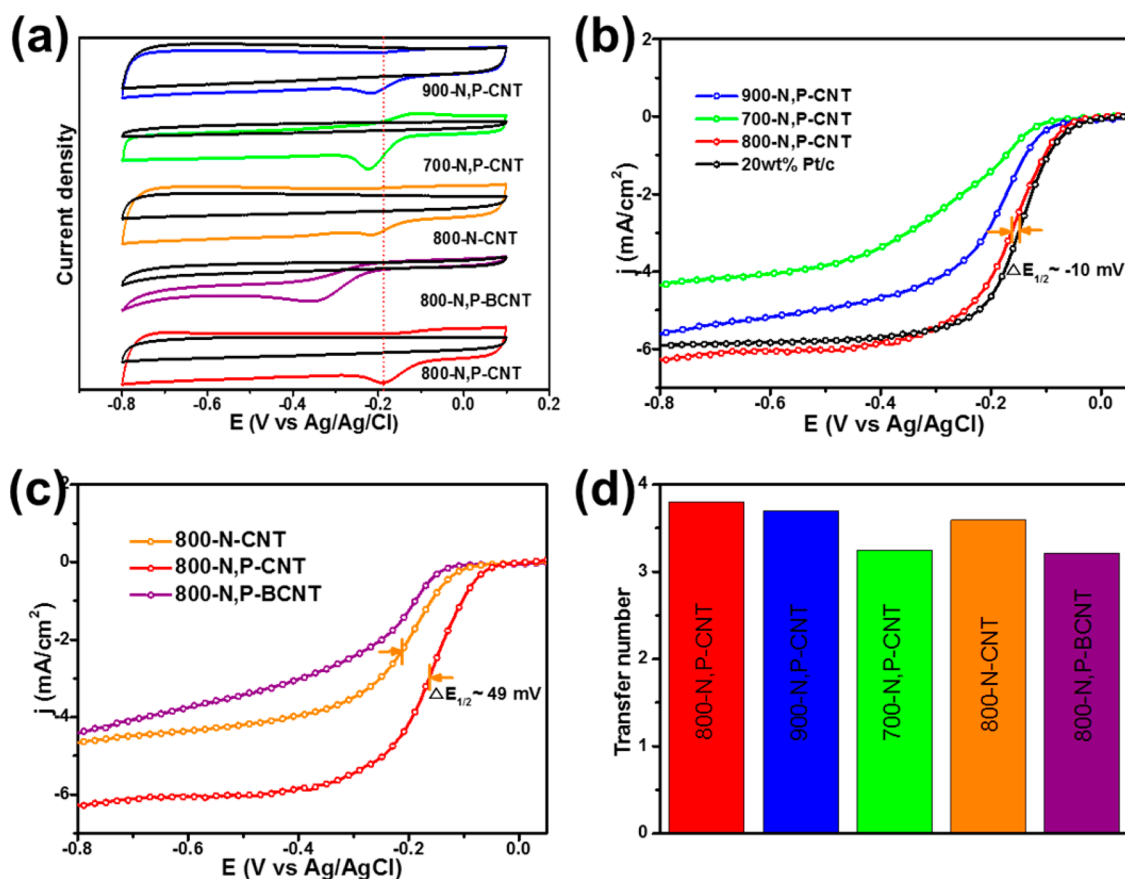 (a)
Current density
900-N,P-CNT
700-N,P-CNT
800-N-CNT
800-N,P-BCNT
800-N,P-CNT
-0.8 -0.6 -0.4 -0.2 0.0 0.2
E (V vs Ag/Ag/Cl)
(b)
j (mA/cm²)
2
0
-2
-4
-6
900-N,P-CNT
700-N,P-CNT
800-N,P-CNT
20wt% Pt/c
△E1/2~ -10 mV
-0.8 -0.6 -0.4 -0.2 0.0
E (V vs Ag/AgCl)
(c)
j (mA/cm²)
2
0
-2
-4
-6
800-N-CNT
800-N,P-CNT
800-N,P-BCNT
△E1/2~ 49 mV
-0.8 -0.6 -0.4 -0.2 0.0
E (V vs Ag/AgCl)
(d)
Transfer number
4
3
2
1
0
800-N,P-CNT
900-N,P-CNT
700-N,P-CNT
800-N-CNT
800-N,P-BCNT